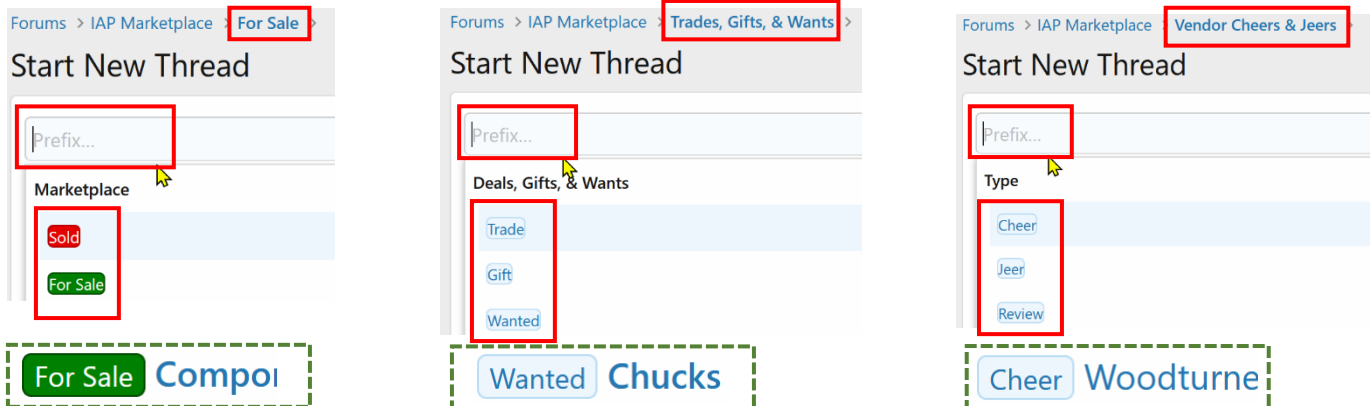 Forums > IAP Marketplace > For Sale >
Start New Thread
Prefix...
Marketplace
Sold
For Sale
For Sale Compor
Forums > IAP Marketplace > Trades, Gifts, & Wants >
Start New Thread
Prefix...
Deals, Gifts, & Wants
Trade
Gift
Wanted
Wanted Chucks
Forums > IAP Marketplace > Vendor Cheers & Jeers >
Start New Thread
Prefix...
Type
Cheer
Jeer
Review
Cheer Woodturne